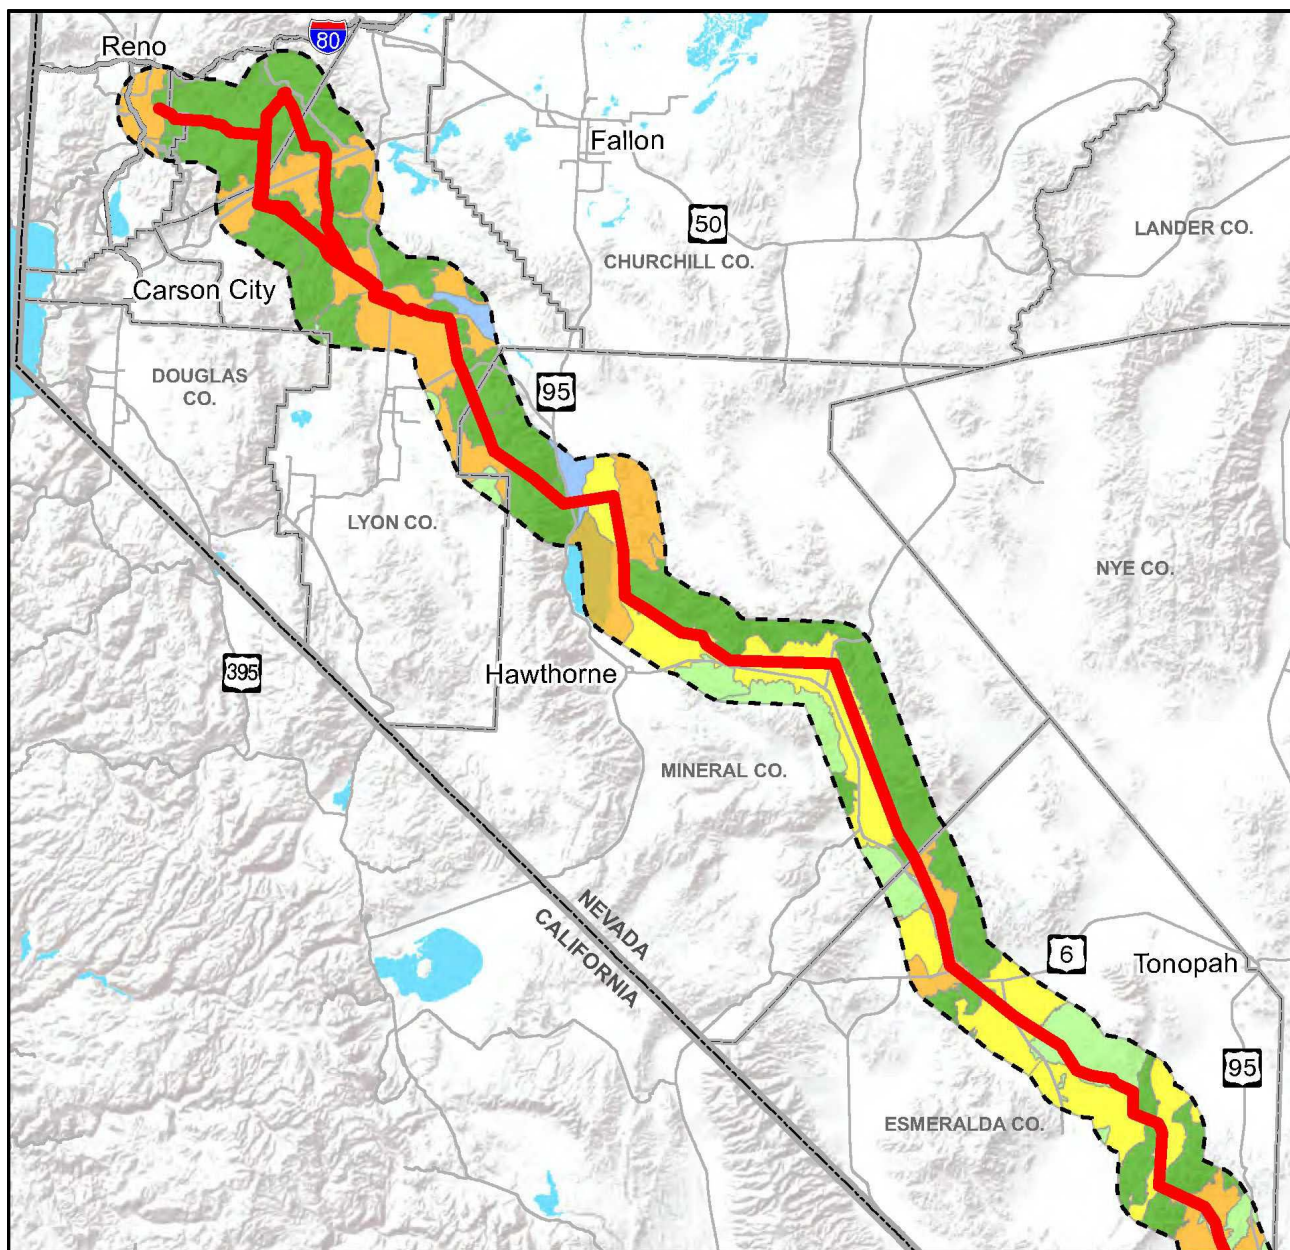 Reno
80
Fallon
50
LANDER CO.
CHURCHILL CO.
Carson City
DOUGLAS
CO.
95
LYON CO.
NYE CO.
395
Hawthorne
MINERAL CO.
NEVADA
CALIFORNIA
6
Tonopah
95
ESMERALDA CO.